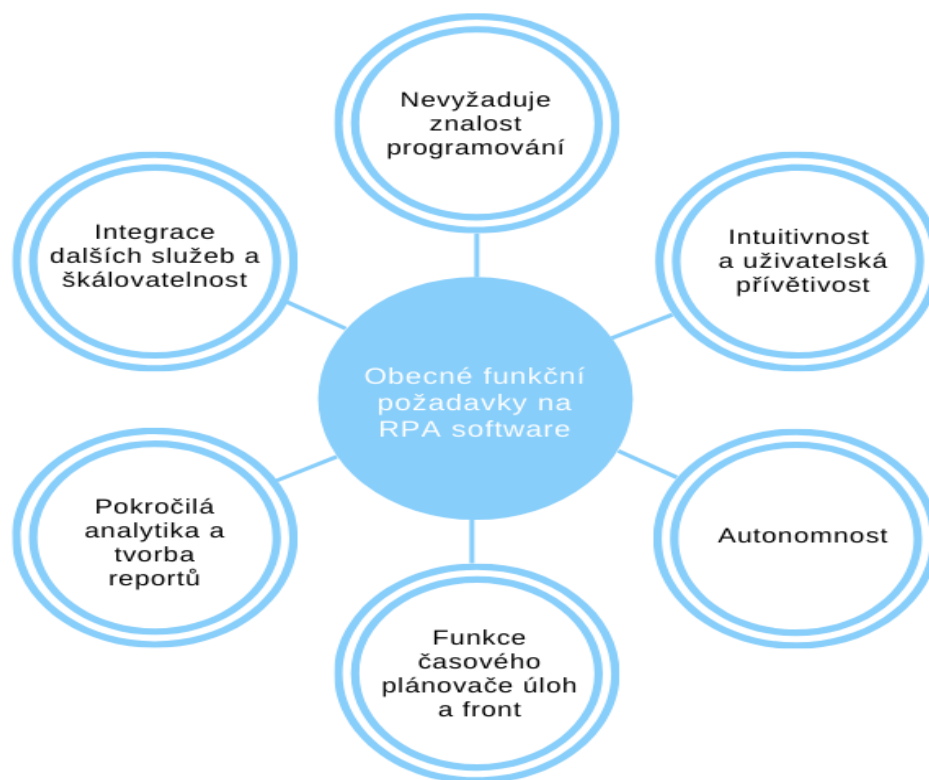 Nevyžaduje
znalost
programování
Integrace
dalších služeb a
škálovatelnost
Intuitivnost
a uživatelská
přívětivost
Obecné funkční
požadavky na
RPA software
Pokročilá
analytika a
tvorba
reportů
Autonomnost
Funkce
časového
plánovače úloh
a front